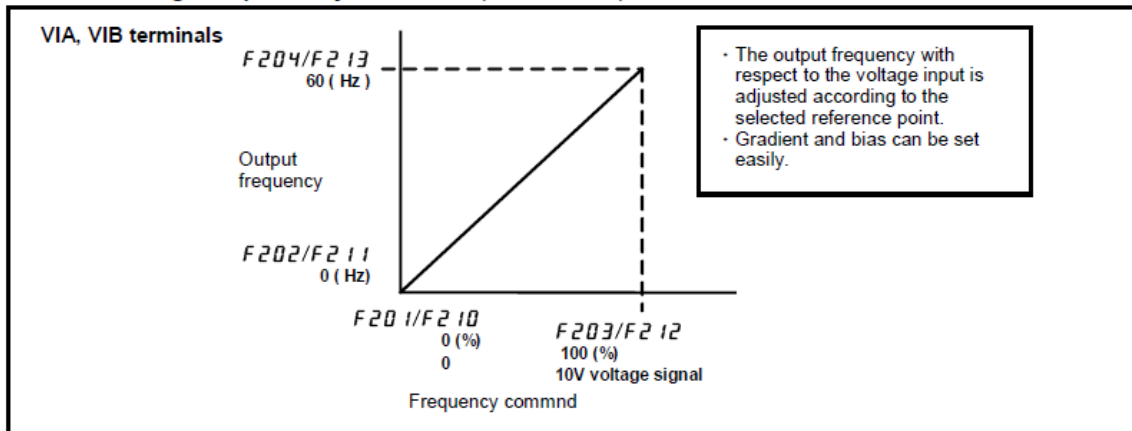 VIA, VIB terminals
F204/F213
60 ( Hz )
Output
frequency
F202/F211
0 ( Hz)
F201/F210
0 (%)
0
F203/F212
100 (%)
10V voltage signal
Frequency commnd
· The output frequency with
respect to the voltage input is
adjusted according to the
selected reference point.
· Gradient and bias can be set
easily.